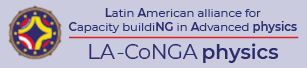 Latin American alliance for
Capacity buildiNG in Advanced physics
LA-CoNGA physics